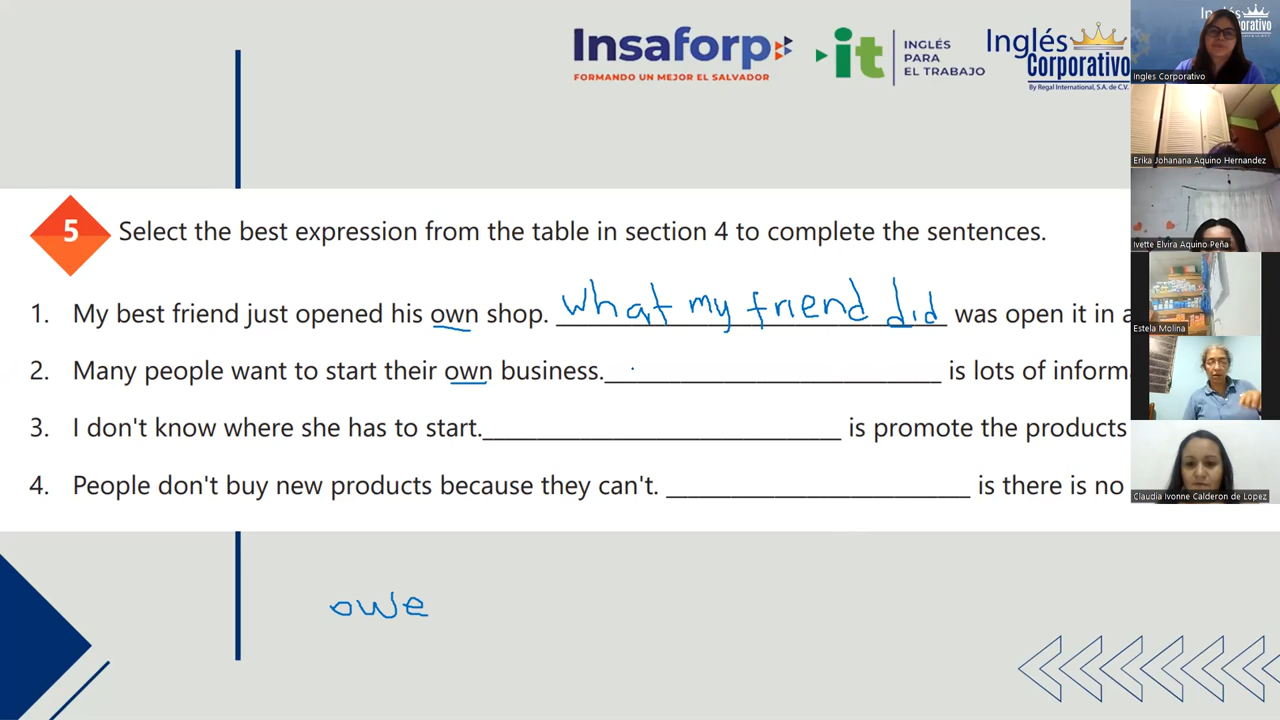 Insaforp
FORMANDO UN MEJOR EL SALVADOR
it
INGLÉS
PARA
EL TRABAJO
Inglés
Corporativo
By Regal International, S.A. de C.V.
Ingles Corporativo
Erika Johanana Aquino Hernandez
Ivette Elvira Aquino Peña
Estela Molina
Claudia Ivonne Calderon de Lopez
5 Select the best expression from the table in section 4 to complete the sentences.
1. My best friend just opened his own shop. what my friend did was open it in a
2. Many people want to start their own business.____ is lots of inform
3. I don't know where she has to start.____ is promote the products
4. People don't buy new products because they can't. ____ is there is no
owe